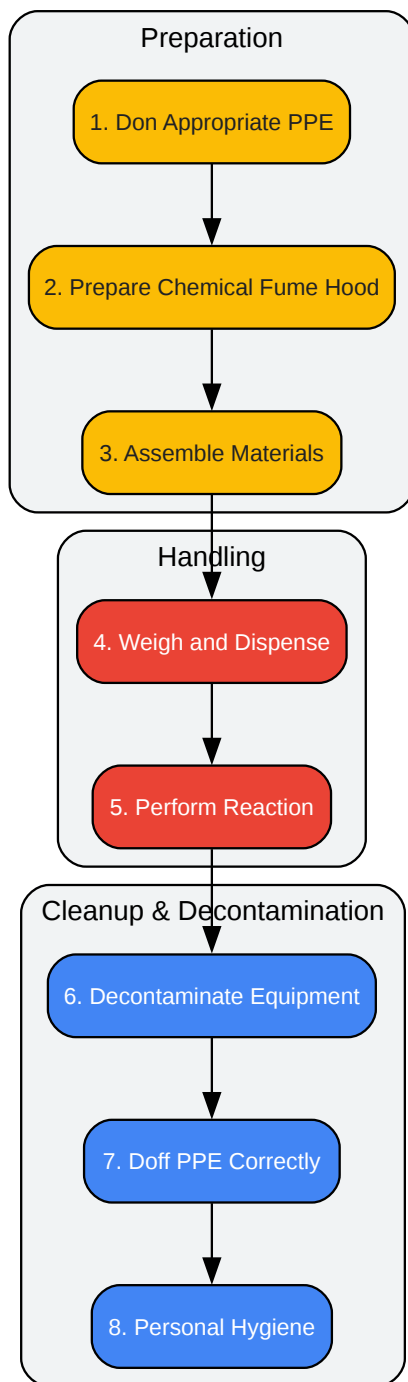 Preparation
1. Don Appropriate PPE
2. Prepare Chemical Fume Hood
3. Assemble Materials
Handling
4. Weigh and Dispense
5. Perform Reaction
Cleanup & Decontamination
6. Decontaminate Equipment
7. Doff PPE Correctly
8. Personal Hygiene